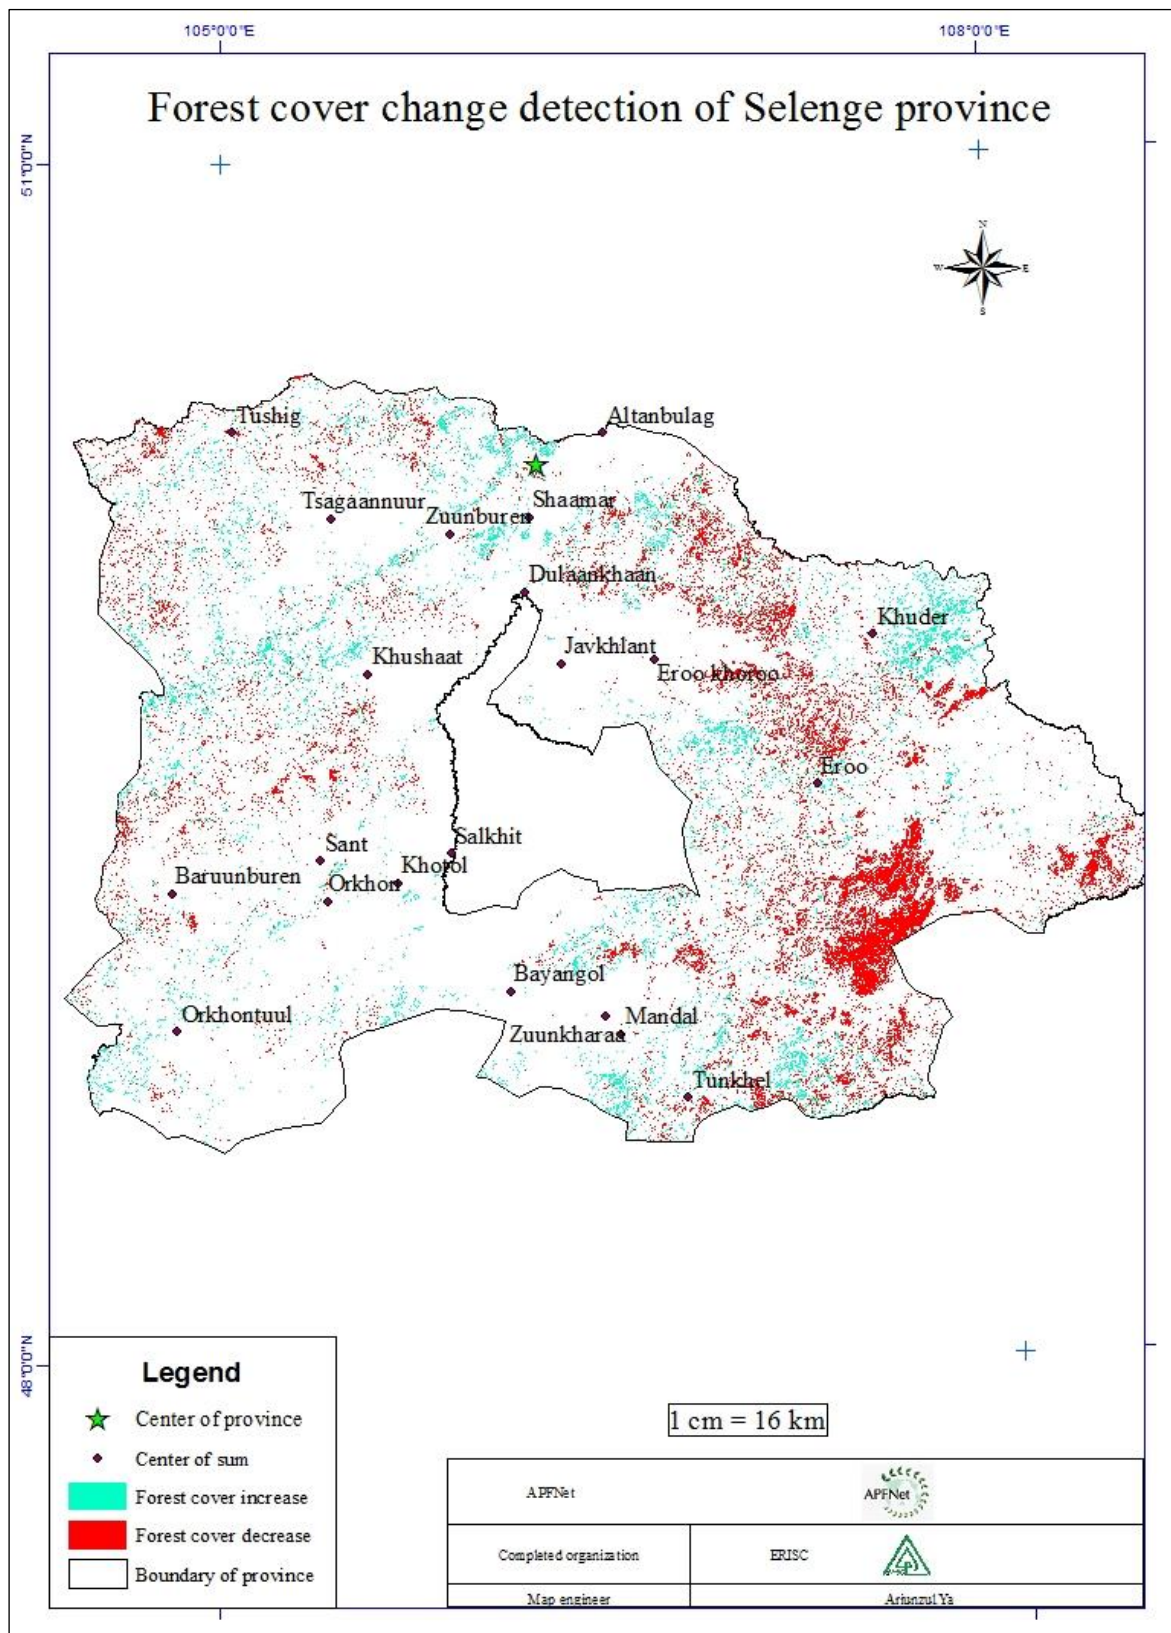 105°0'0"E
108°0'0"E
Forest cover change detection of Selenge province
51°0'0"N
N
W
E
S
Tushig
Altanbulag
Tsagaannuur
Zuunburen
Shaamar
Dulaankhaan
Khuder
Khushaat
Javkhlant
Eroo khoroo
Eroo
Sant
Salkhit
Khotol
Baruunburen
Orkhon
Bayangol
Orkhontuul
Zuunkharaa
Mandal
Tunkhel
48°0'0"N
Legend
Center of province
Center of sum
Forest cover increase
Forest cover decrease
Boundary of province
1 cm = 16 km
APFNet
APFNet
Completed organization
ERISC
Map engineer
Ariunzul Ya